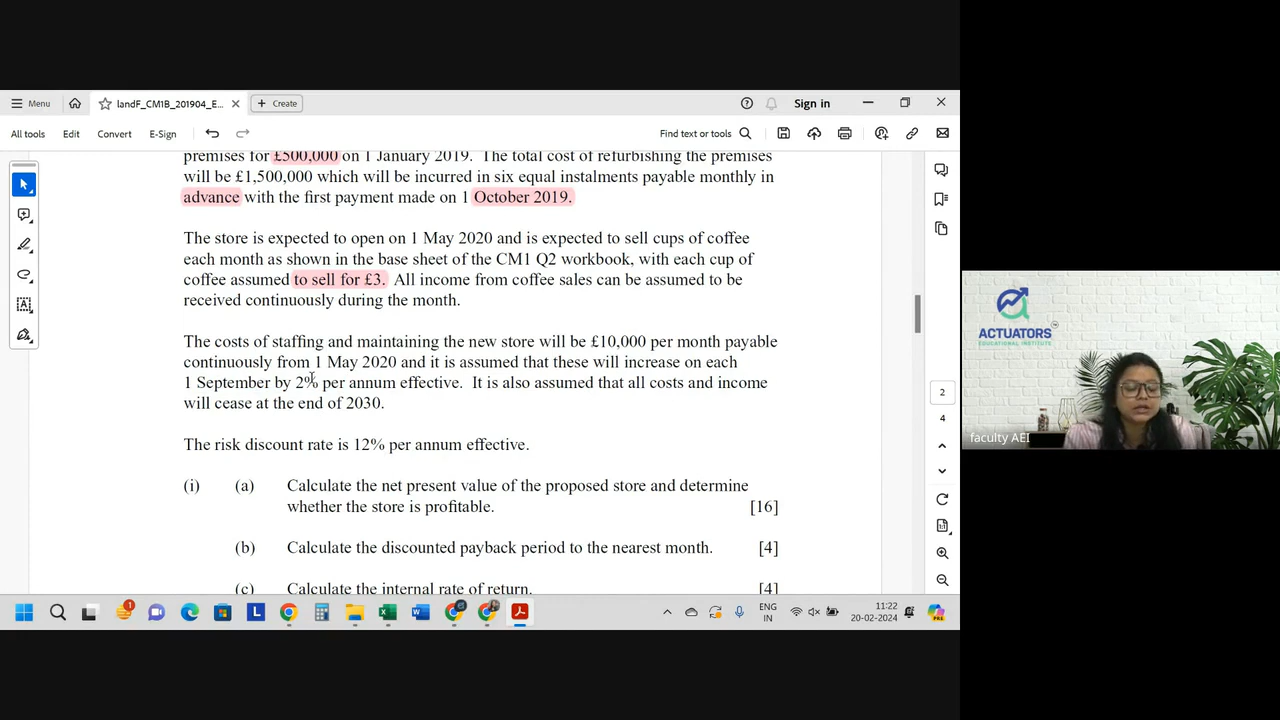 Menu
landF_CM1B_201904_E...
Create
Sign in
All tools
Edit
Convert
E-Sign
Find text or tools
premises for £500,000 on 1 January 2019. The total cost of refurbishing the premises
will be £1,500,000 which will be incurred in six equal instalments payable monthly in
advance with the first payment made on 1 October 2019.
The store is expected to open on 1 May 2020 and is expected to sell cups of coffee
each month as shown in the base sheet of the CM1 Q2 workbook, with each cup of
coffee assumed to sell for £3. All income from coffee sales can be assumed to be
received continuously during the month.
The costs of staffing and maintaining the new store will be £10,000 per month payable
continuously from 1 May 2020 and it is assumed that these will increase on each
1 September by 2% per annum effective. It is also assumed that all costs and income
will cease at the end of 2030.
The risk discount rate is 12% per annum effective.
(i) (a) Calculate the net present value of the proposed store and determine
whether the store is profitable. [16]
(b) Calculate the discounted payback period to the nearest month. [4]
(c) Calculate the internal rate of return. [4]
2
4
ACTUATORS
EDUCATIONAL INSTITUTE
faculty AEI
1
L
W
ENG
IN
11:22
20-02-2024